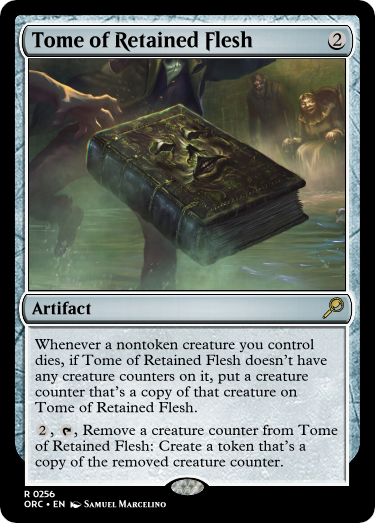 Tome of Retained Flesh 2
Artifact
Whenever a nontoken creature you control
dies, if Tome of Retained Flesh doesn't have
any creature counters on it, put a creature
counter that's a copy of that creature on
Tome of Retained Flesh.
2, , Remove a creature counter from Tome
of Retained Flesh: Create a token that's a
copy of the removed creature counter.
R 0256
ORC • EN Samuel Marcelino